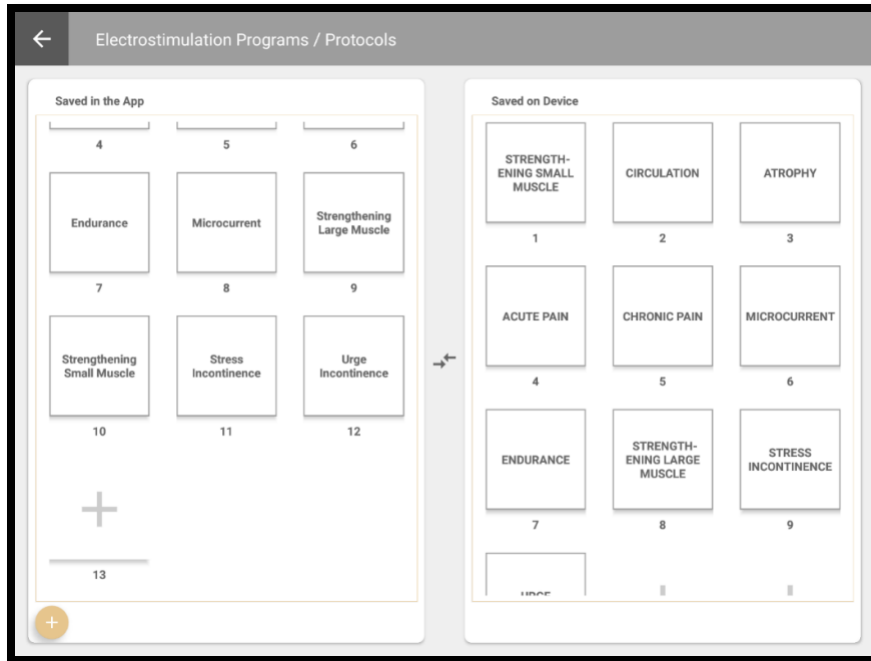 Electrostimulation Programs / Protocols
Saved in the App
4 5 6
Endurance
Microcurrent
Strengthening
Large Muscle
7 8 9
Strengthening
Small Muscle
Stress
Incontinence
Urge
Incontinence
10 11 12
13
Saved on Device
STRENGTH-
ENING SMALL
MUSCLE
CIRCULATION
ATROPHY
1 2 3
ACUTE PAIN
CHRONIC PAIN
MICROCURRENT
4 5 6
ENDURANCE
STRENGTH-
ENING LARGE
MUSCLE
STRESS
INCONTINENCE
7 8 9
URGE